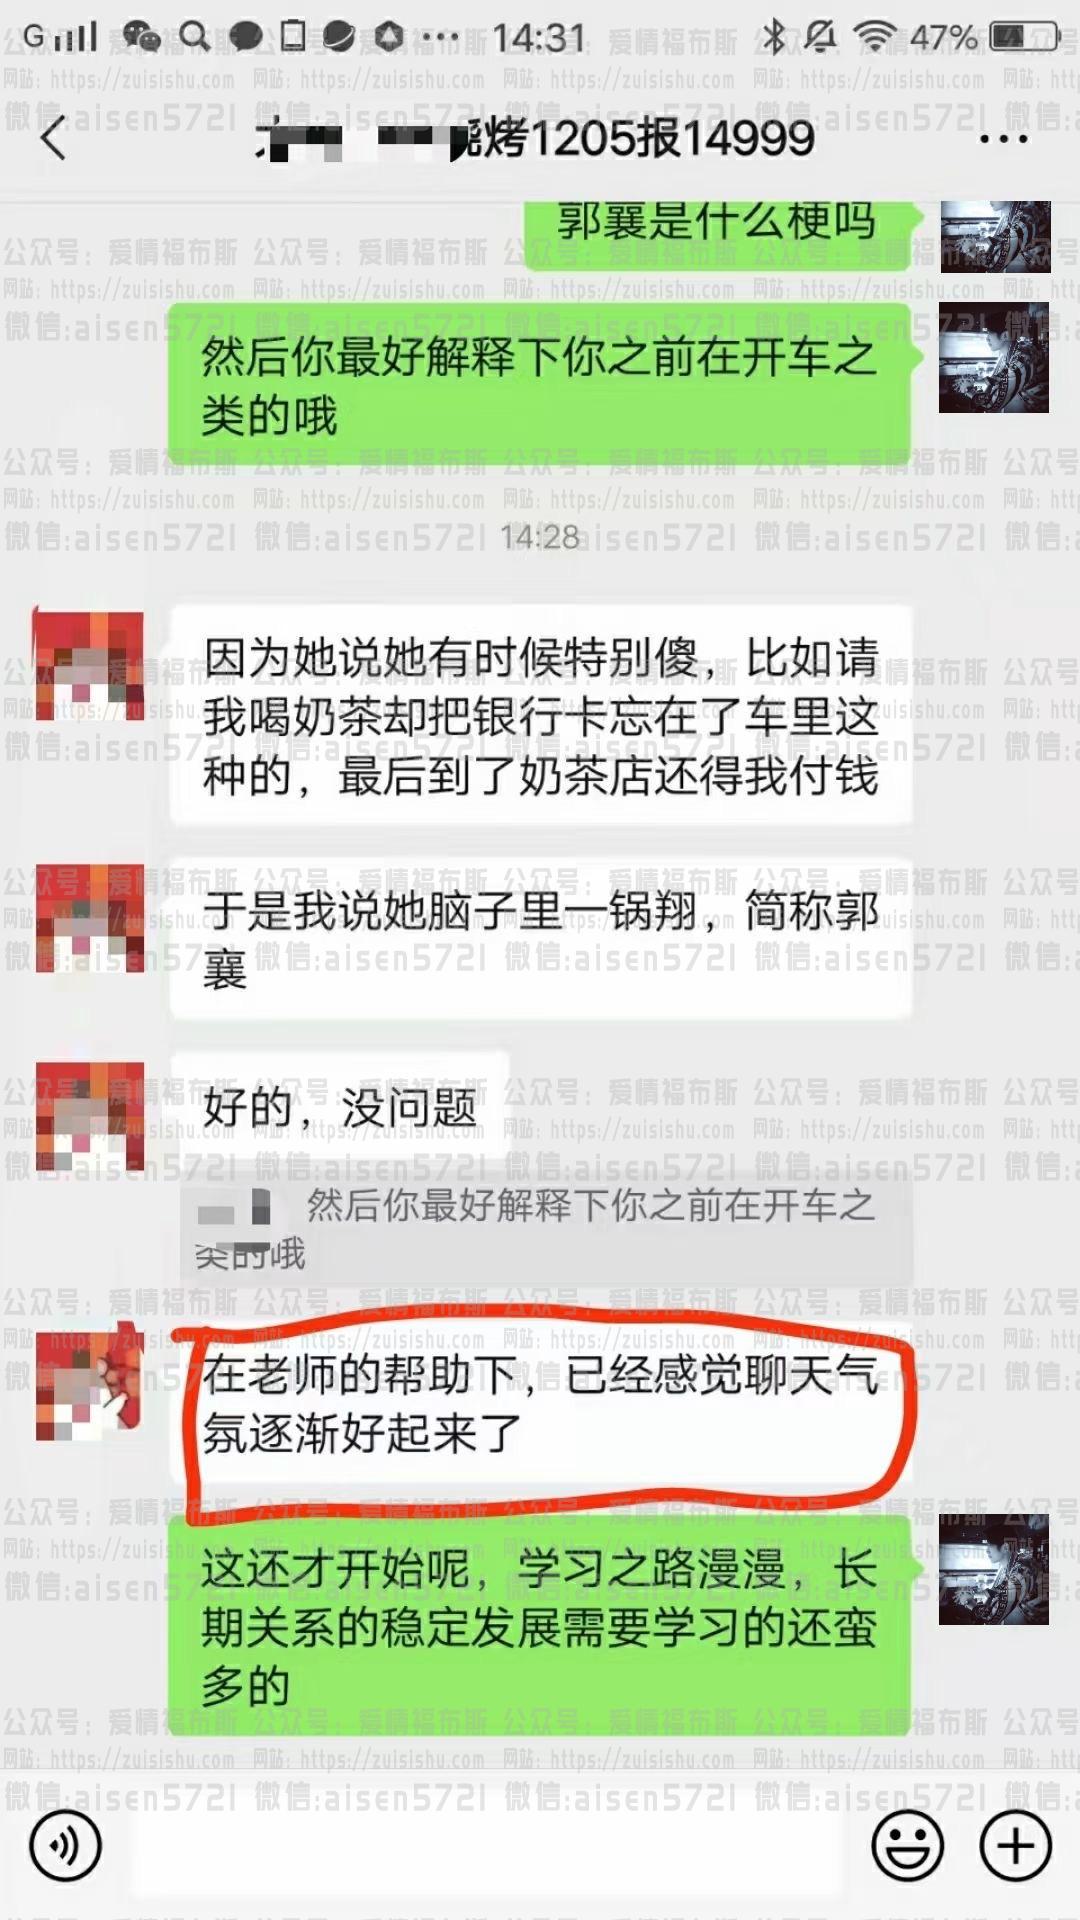 G 14:31 47%
烧烤1205报14999
郭襄是什么梗吗
然后你最好解释下你之前在开车之
类的哦
14:28
因为她说她有时候特别傻，比如请
我喝奶茶却把银行卡忘在了车里这
种的，最后到了奶茶店还得我付钱
于是我说她脑子里一锅翔，简称郭
襄
好的，没问题
然后你最好解释下你之前在开车之
类的哦
在老师的帮助下，已经感觉聊天气
氛逐渐好起来了
这还才开始呢，学习之路漫漫，长
期关系的稳定发展需要学习的还蛮
多的
公众号：爱情福布斯
网站：https://zuisishu.com
微信:aisen5721